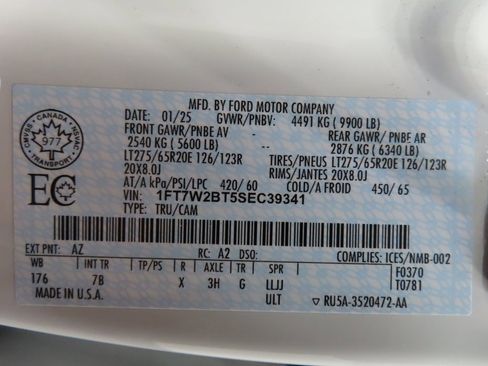 MFD. BY FORD MOTOR COMPANY
DATE: 01/25 GVWR/PNBV: 4491 KG ( 9900 LB)
FRONT GAWR/PNBE AV REAR GAWR/PNBE AR
2540 KG ( 5600 LB) 2876 KG ( 6340 LB)
LT275/65R20E 126/123R TIRES/PNEUS LT275/65R20E 126/123R
20X8.0J RIMS/JANTES 20X8.0J
AT/A kPa/PSI/LPC 420/ 60 COLD/A FROID 450/ 65
VIN: 1FT7W2BT5SEC39341
TYPE: TRU/CAM
CMVSS NSVAC
977
TRANSPORT
EC
EXT PNT: AZ RC: A2 DSO: COMPLIES: ICES/NMB-002
WB INT TR TP/PS R AXLE TR SPR F0370
176 7B X 3H G LLJJ T0781
MADE IN U.S.A. ULT ▽ RU5A-3520472-AA